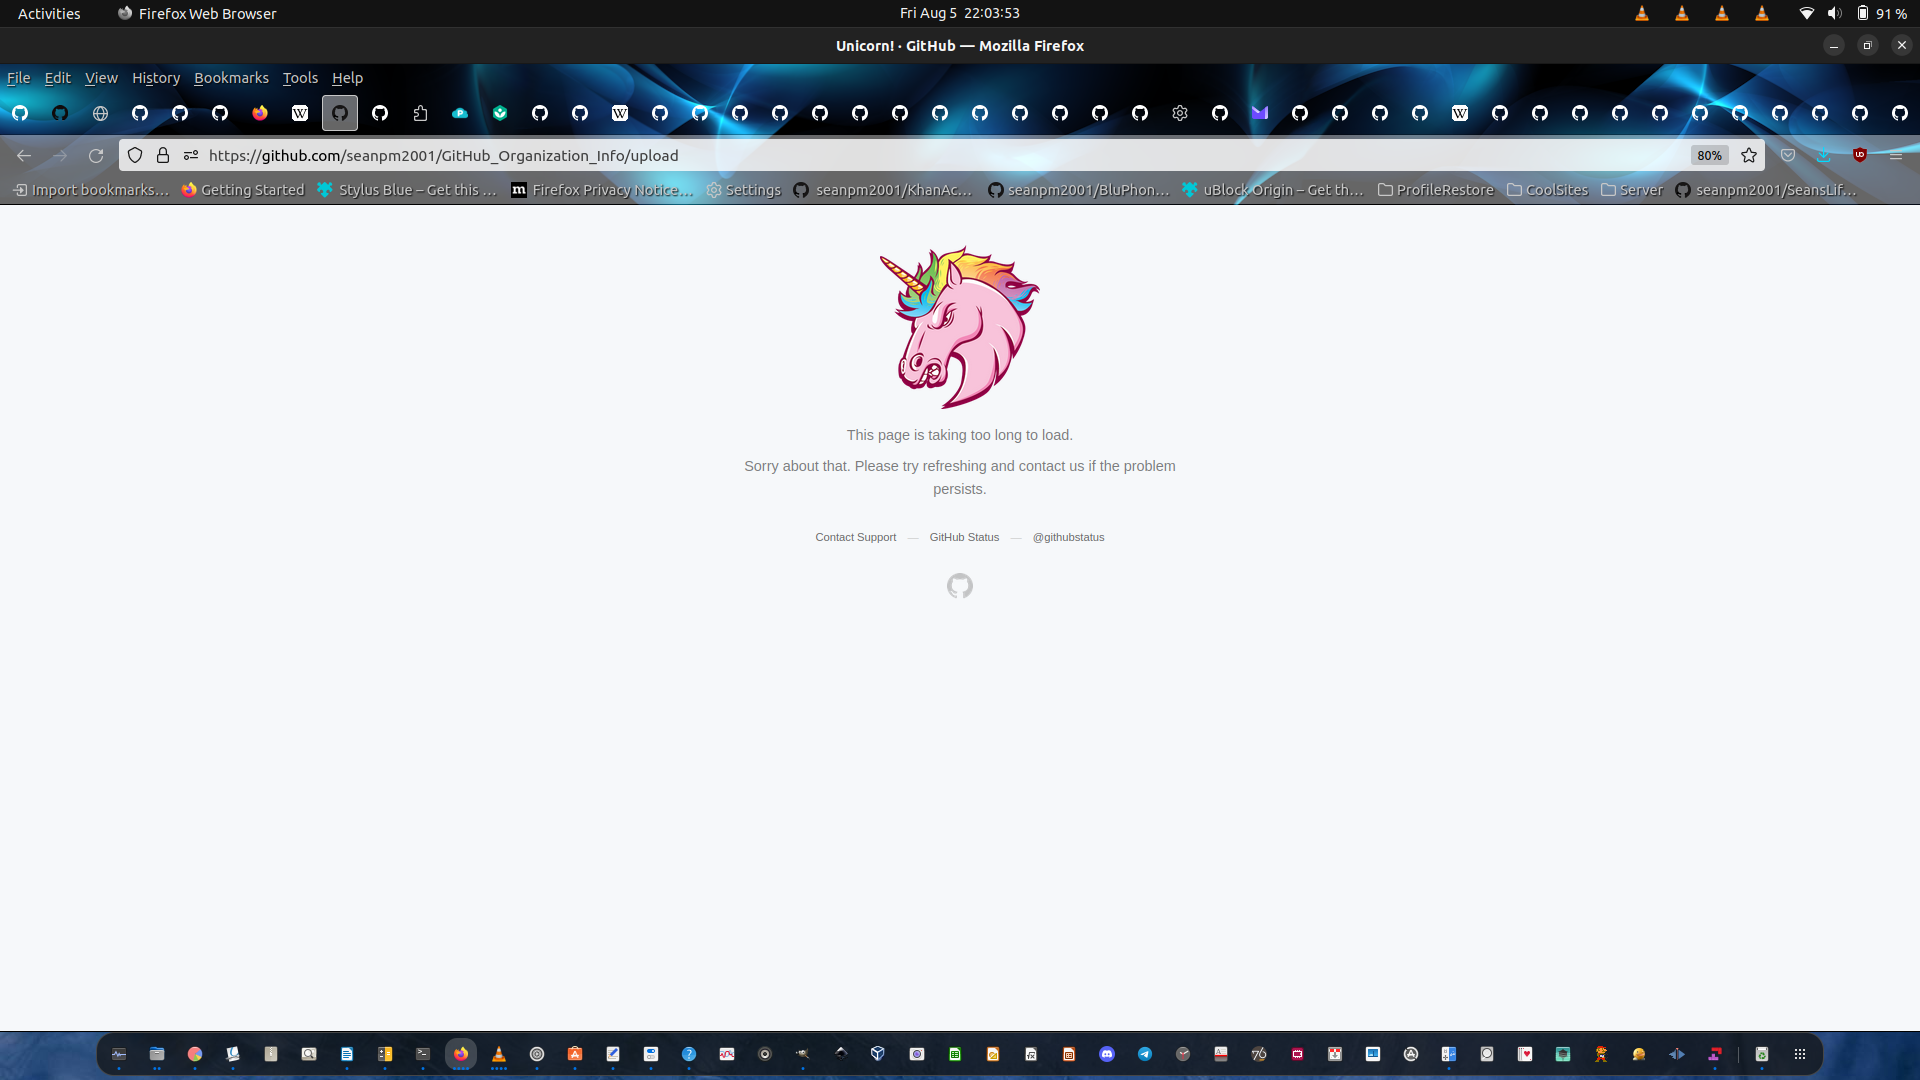 Activities
Firefox Web Browser
Fri Aug 5 22:03:53
91 %
Unicorn! · GitHub — Mozilla Firefox
File Edit View History Bookmarks Tools Help
https://github.com/seanpm2001/GitHub_Organization_Info/upload
80%
Import bookmarks… Getting Started Stylus Blue – Get this … Firefox Privacy Notice… Settings seanpm2001/KhanAc… seanpm2001/BluPhon… uBlock Origin – Get th… ProfileRestore CoolSites Server seanpm2001/SeansLif…
This page is taking too long to load.
Sorry about that. Please try refreshing and contact us if the problem
persists.
Contact Support — GitHub Status — @githubstatus